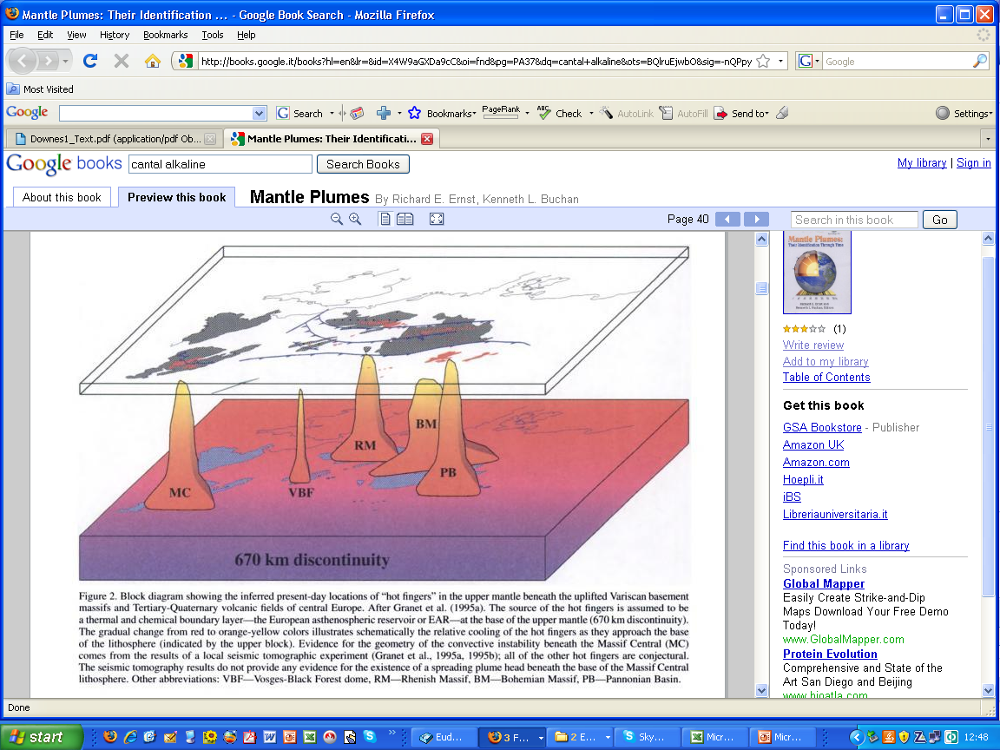 Mantle Plumes: Their Identification ... - Google Book Search - Mozilla Firefox
File Edit View History Bookmarks Tools Help
http://books.google.it/books?hl=en&lr=&id=X4W9aGXDa9cC&oi=fnd&pg=PA37&dq=cantal+alkaline&ots=BQlruEjwbO&sig=-nQPpy
Google
Most Visited
Google Search Bookmarks PageRank Check AutoLink AutoFill Send to Settings
Downes1_Text.pdf (application/pdf Ob... Mantle Plumes: Their Identificati...
Google books cantal alkaline Search Books My library | Sign in
About this book Preview this book Mantle Plumes By Richard E. Ernst, Kenneth L. Buchan
Page 40 Search in this book Go
BM
RM
PB
MC VBF
670 km discontinuity
Figure 2. Block diagram showing the inferred present-day locations of “hot fingers” in the upper mantle beneath the uplifted Variscan basement
massifs and Tertiary-Quaternary volcanic fields of central Europe. After Granet et al. (1995a). The source of the hot fingers is assumed to be
a thermal and chemical boundary layer—the European asthenospheric reservoir or EAR—at the base of the upper mantle (670 km discontinuity).
The gradual change from red to orange-yellow colors illustrates schematically the relative cooling of the hot fingers as they approach the base
of the lithosphere (indicated by the upper block). Evidence for the geometry of the convective instability beneath the Massif Central (MC)
comes from the results of a local seismic tomographic experiment (Granet et al., 1995a, 1995b); all of the other hot fingers are conjectural.
The seismic tomography results do not provide any evidence for the existence of a spreading plume head beneath the base of the Massif Central
lithosphere. Other abbreviations: VBF—Vosges-Black Forest dome, RM—Rhenish Massif, BM—Bohemian Massif, PB—Pannonian Basin.
Mantle Plumes:
Their Identification Through Time
(1)
Write review
Add to my library
Table of Contents
Get this book
GSA Bookstore - Publisher
Amazon UK
Amazon.com
Hoepli.it
iBS
Libreriauniversitaria.it
Find this book in a library
Sponsored Links
Global Mapper
Easily Create Strike-and-Dip
Maps Download Your Free Demo
Today!
www.GlobalMapper.com
Protein Evolution
Comprehensive and State of the
Art San Diego and Beijing
Done
start Eud... 3 F... 2 E... Sky... Micr... Micr... 12:48